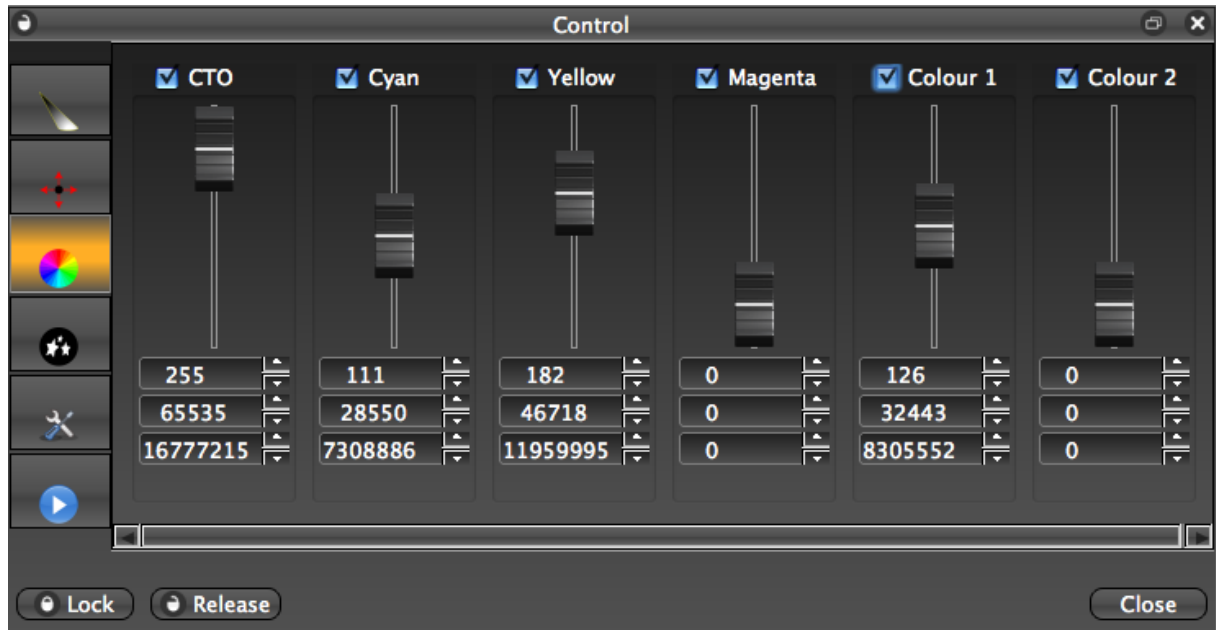 Control
CTO Cyan Yellow Magenta Colour 1 Colour 2
255 111 182 0 126 0
65535 28550 46718 0 32443 0
16777215 7308886 11959995 0 8305552 0
Lock Release Close